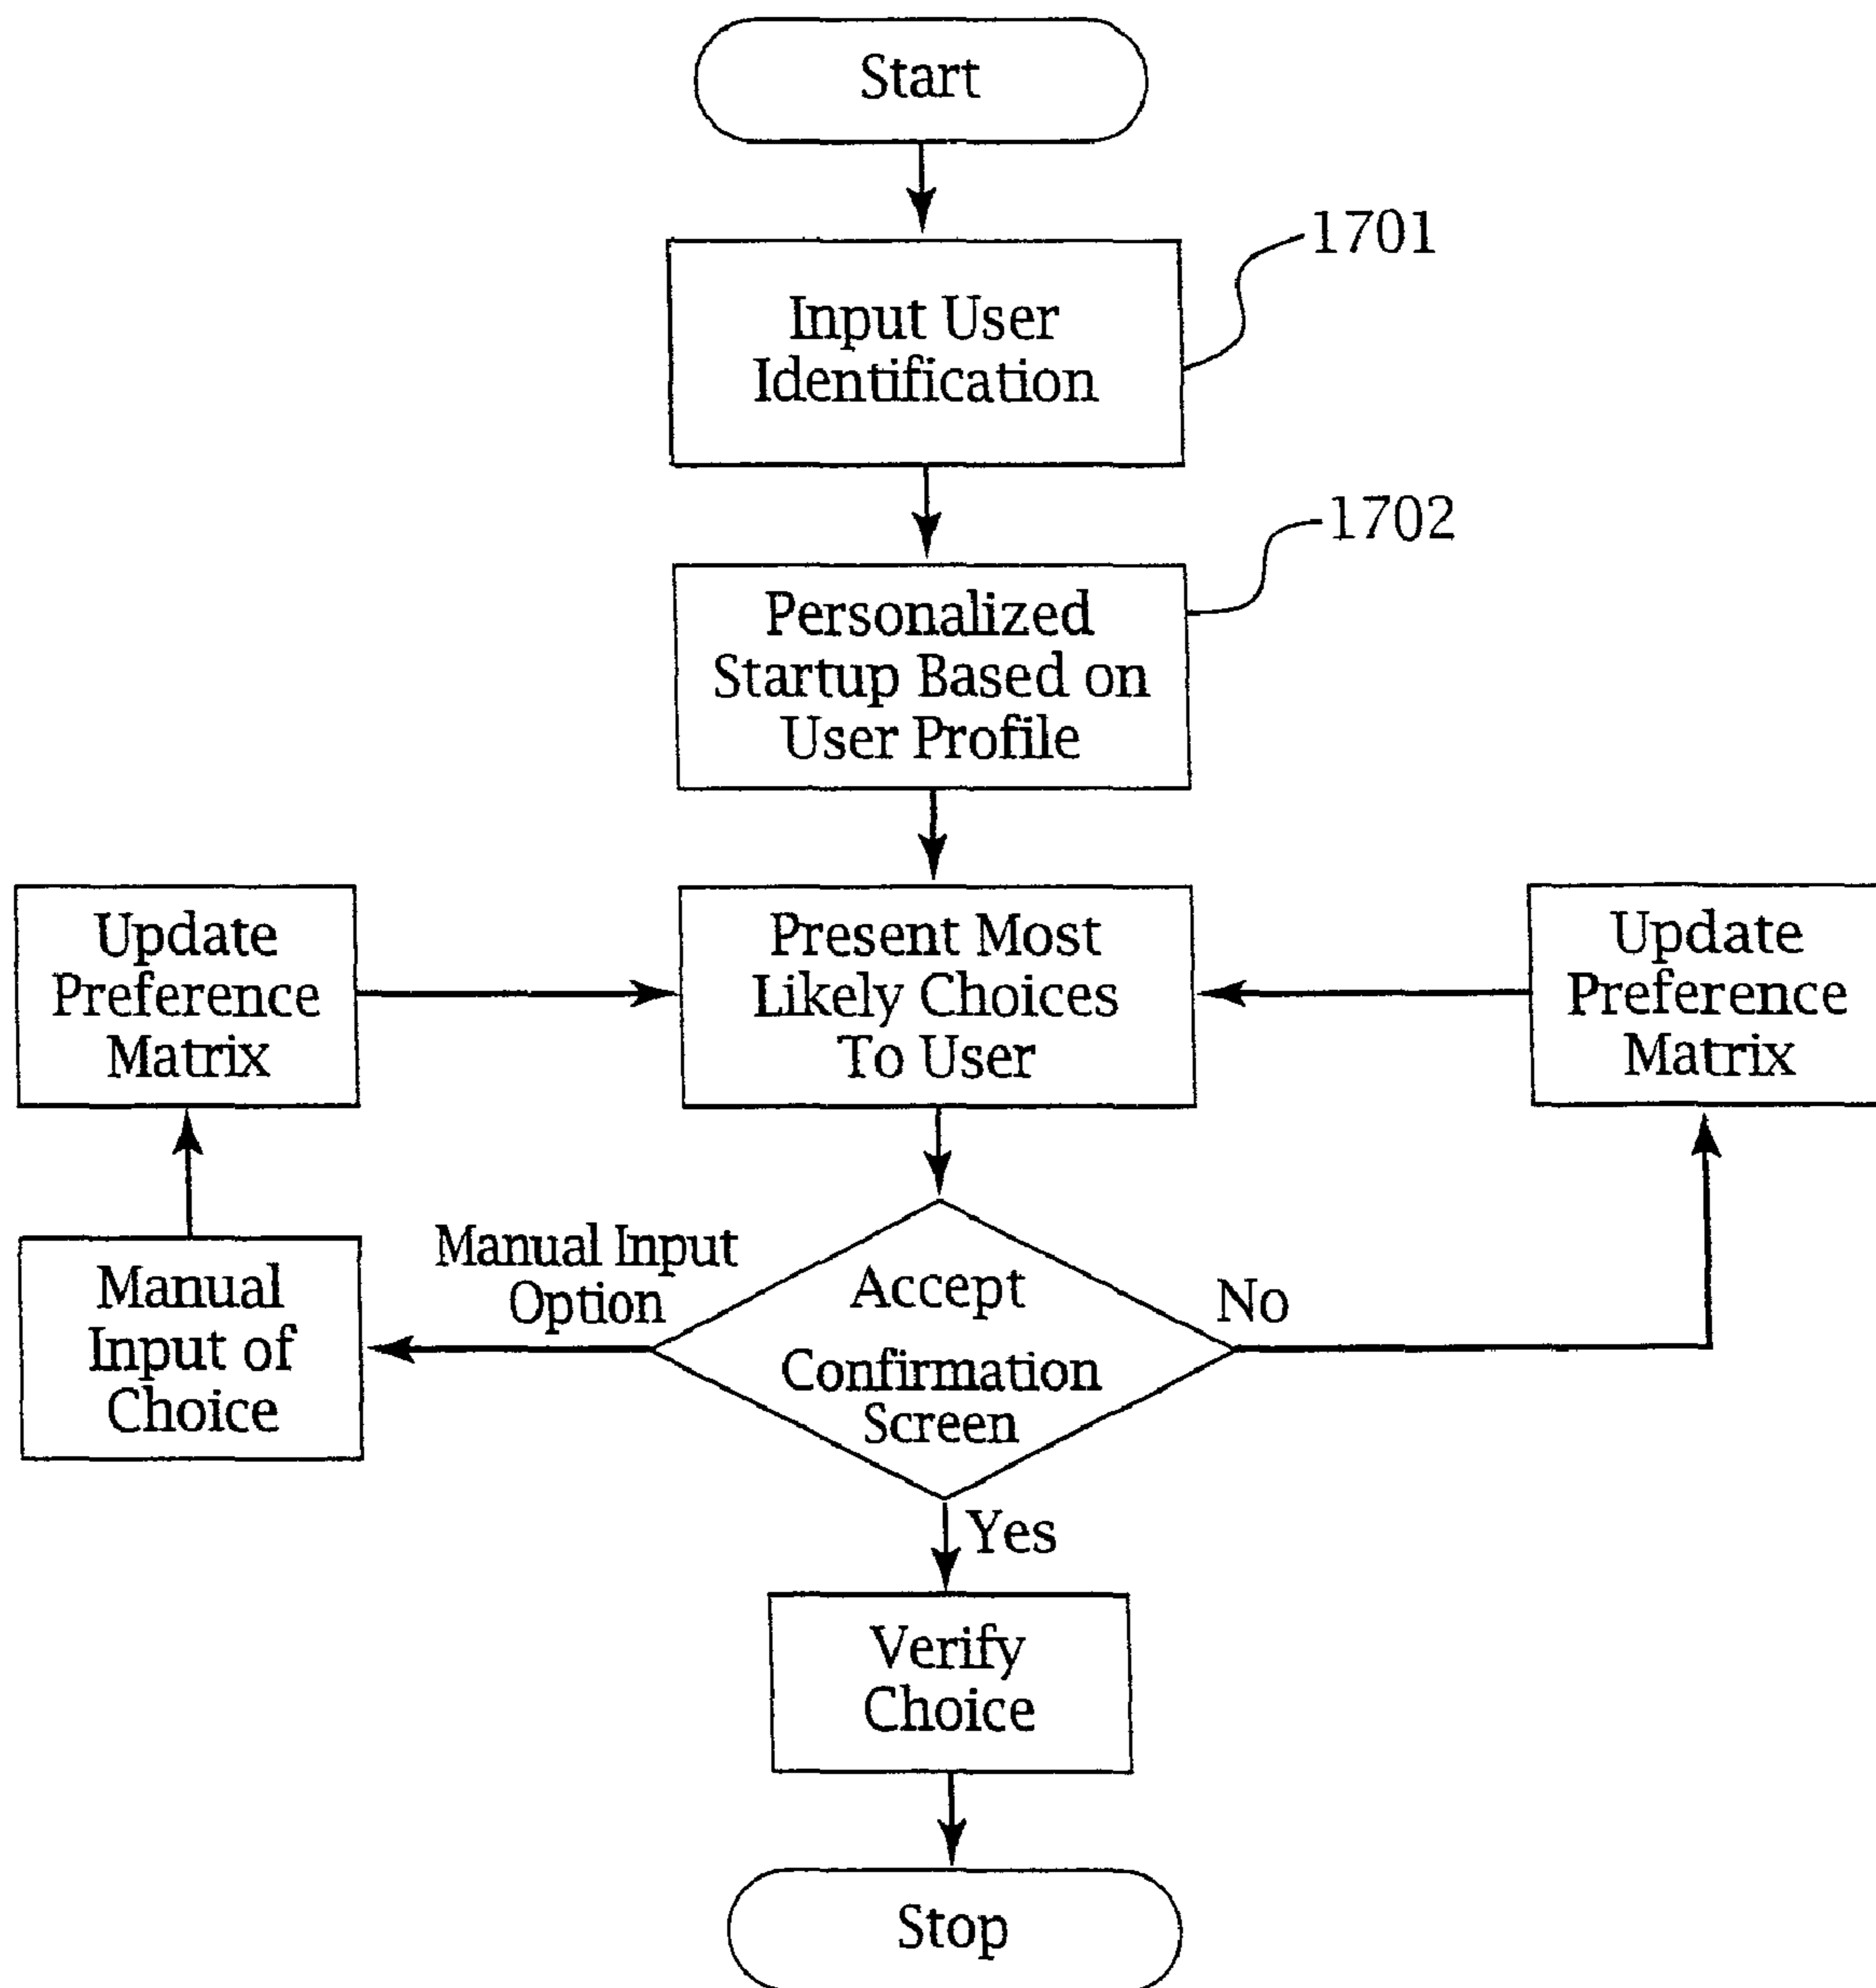 Start
1701
Input User
Identification
1702
Personalized
Startup Based on
User Profile
Update
Preference
Matrix
Present Most
Likely Choices
To User
Update
Preference
Matrix
Manual
Input of
Choice
Manual Input
Option
Accept
Confirmation
Screen
No
Yes
Verify
Choice
Stop